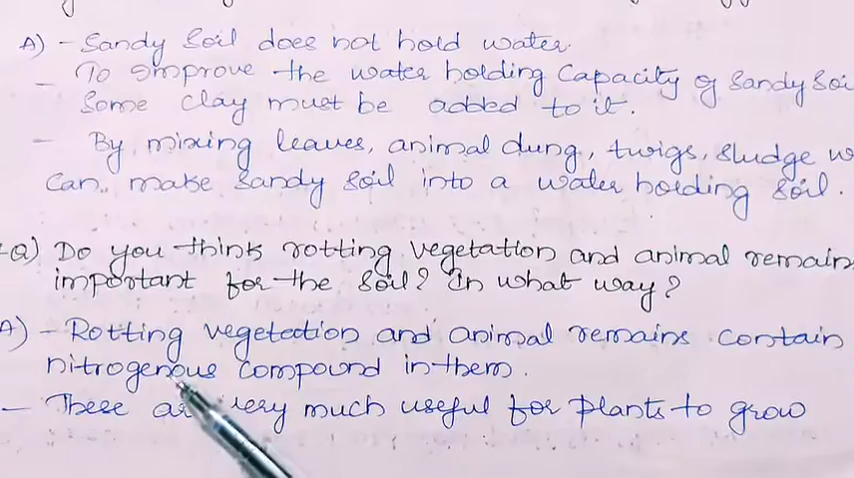 A) - Sandy Soil does not hold water.
- To improve the water holding Capacity of Sandy Soi
Some clay must be added to it.
- By mixing leaves, animal dung, twigs, Sludge w
Can make Sandy Soil into a water holding Soil.
Q) Do you think rotting vegetation and animal remain
important for the Soil? In what way?
A) - Rotting vegetation and animal remains contain
nitrogenous compound in them.
- These are very much useful for plants to grow